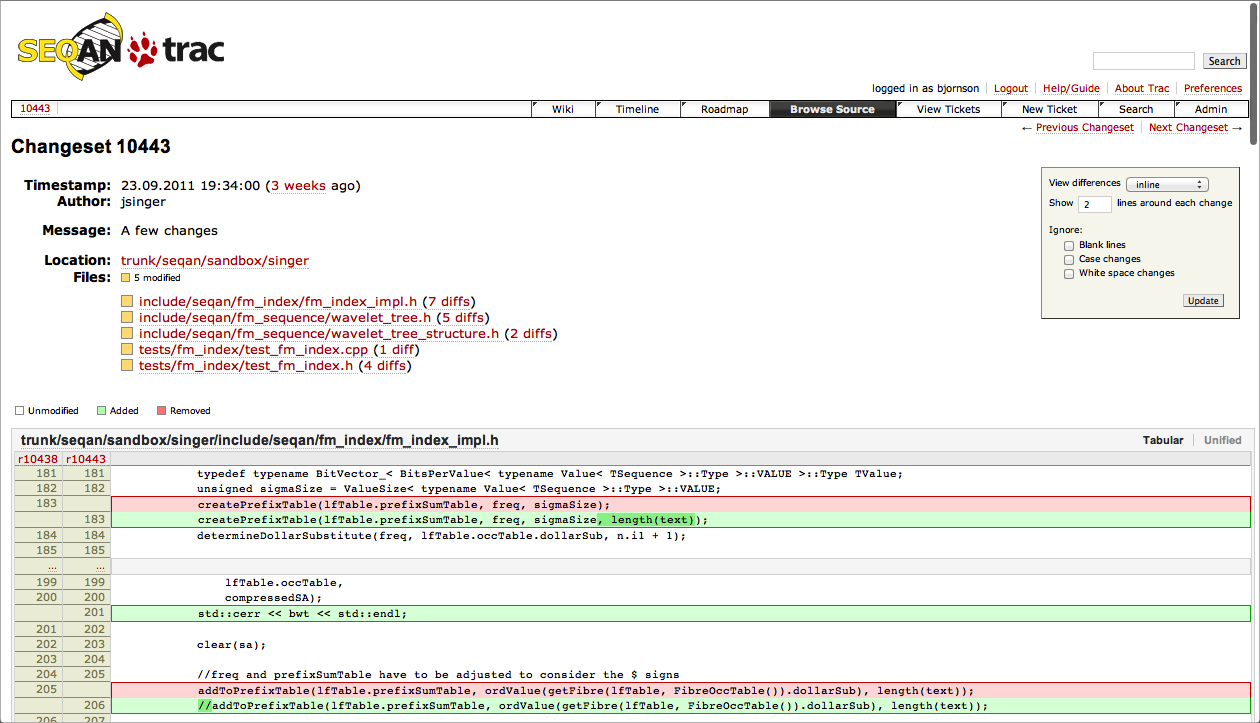 SEQAN trac
Search
logged in as bjornson Logout Help/Guide About Trac Preferences
10443 Wiki Timeline Roadmap Browse Source View Tickets New Ticket Search Admin
← Previous Changeset Next Changeset →
Changeset 10443
Timestamp: 23.09.2011 19:34:00 (3 weeks ago)
Author: jsinger
Message: A few changes
Location: trunk/seqan/sandbox/singer
Files: 5 modified
include/seqan/fm_index/fm_index_impl.h (7 diffs)
include/seqan/fm_sequence/wavelet_tree.h (5 diffs)
include/seqan/fm_sequence/wavelet_tree_structure.h (2 diffs)
tests/fm_index/test_fm_index.cpp (1 diff)
tests/fm_index/test_fm_index.h (4 diffs)
View differences inline
Show 2 lines around each change
Ignore:
Blank lines
Case changes
White space changes
Update
Unmodified Added Removed
trunk/seqan/sandbox/singer/include/seqan/fm_index/fm_index_impl.h Tabular Unified
r10438 r10443
181 181 typedef typename BitVector_< BitsPerValue< typename Value< TSequence >::Type >::VALUE >::Type TValue;
182 182 unsigned sigmaSize = ValueSize< typename Value< TSequence >::Type >::VALUE;
183 createPrefixTable(lfTable.prefixSumTable, freq, sigmaSize);
183 createPrefixTable(lfTable.prefixSumTable, freq, sigmaSize, length(text));
184 184 determineDollarSubstitute(freq, lfTable.occTable.dollarSub, n.i1 + 1);
185 185
... ...
199 199 lfTable.occTable,
200 200 compressedSA);
201 std::cerr << bwt << std::endl;
201 202
202 203 clear(sa);
203 204
204 205 //freq and prefixSumTable have to be adjusted to consider the $ signs
205 addToPrefixTable(lfTable.prefixSumTable, ordValue(getFibre(lfTable, FibreOccTable()).dollarSub), length(text));
206 //addToPrefixTable(lfTable.prefixSumTable, ordValue(getFibre(lfTable, FibreOccTable()).dollarSub), length(text));
206 207